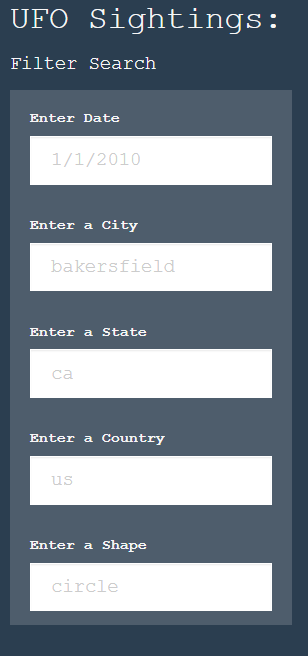 UFO Sightings:
Filter Search
Enter Date
1/1/2010
Enter a City
bakersfield
Enter a State
ca
Enter a Country
us
Enter a Shape
circle